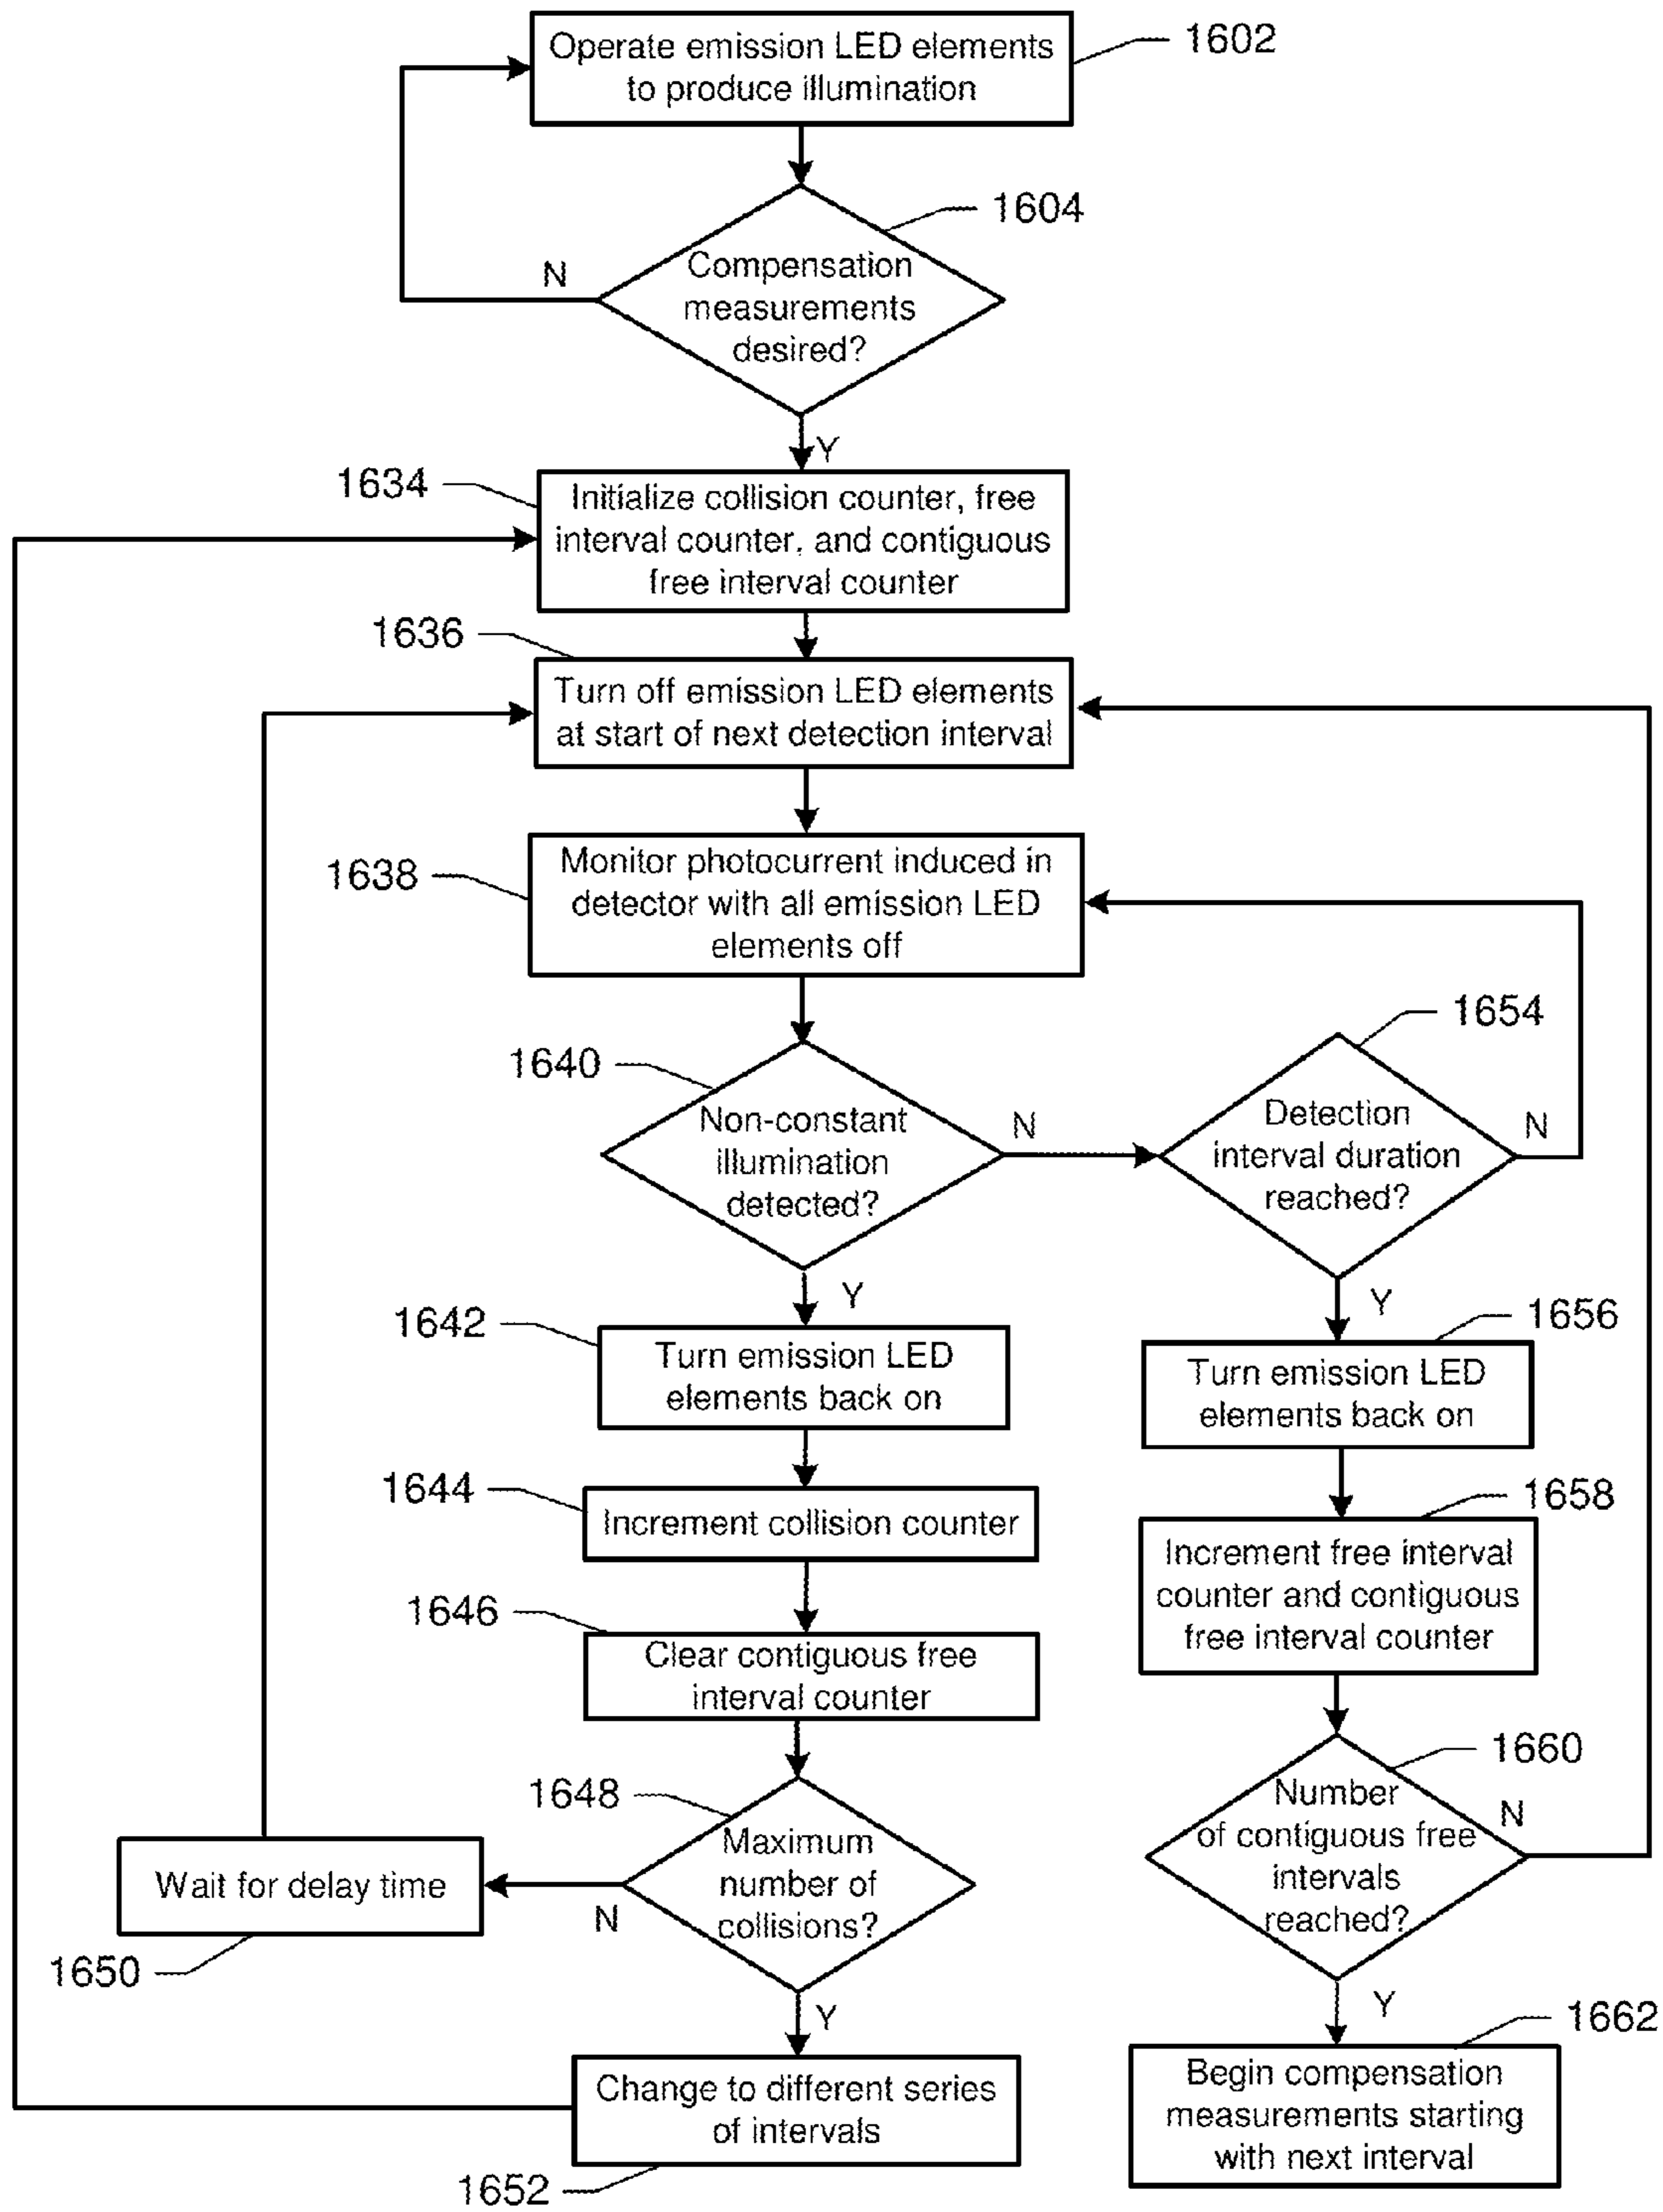 Operate emission LED elements
to produce illumination
1602
1604
Compensation
measurements
desired?
N
Y
1634
Initialize collision counter, free
interval counter, and contiguous
free interval counter
1636
Turn off emission LED elements
at start of next detection interval
1638
Monitor photocurrent induced in
detector with all emission LED
elements off
1640
Non-constant
illumination
detected?
N
Y
1654
Detection
interval duration
reached?
N
Y
1642
Turn emission LED
elements back on
1644
Increment collision counter
1646
Clear contiguous free
interval counter
1648
Maximum
number of
collisions?
N
Y
Wait for delay time
1650
Change to different series
of intervals
1652
1656
Turn emission LED
elements back on
1658
Increment free interval
counter and contiguous
free interval counter
1660
Number
of contiguous free
intervals
reached?
N
Y
1662
Begin compensation
measurements starting
with next interval